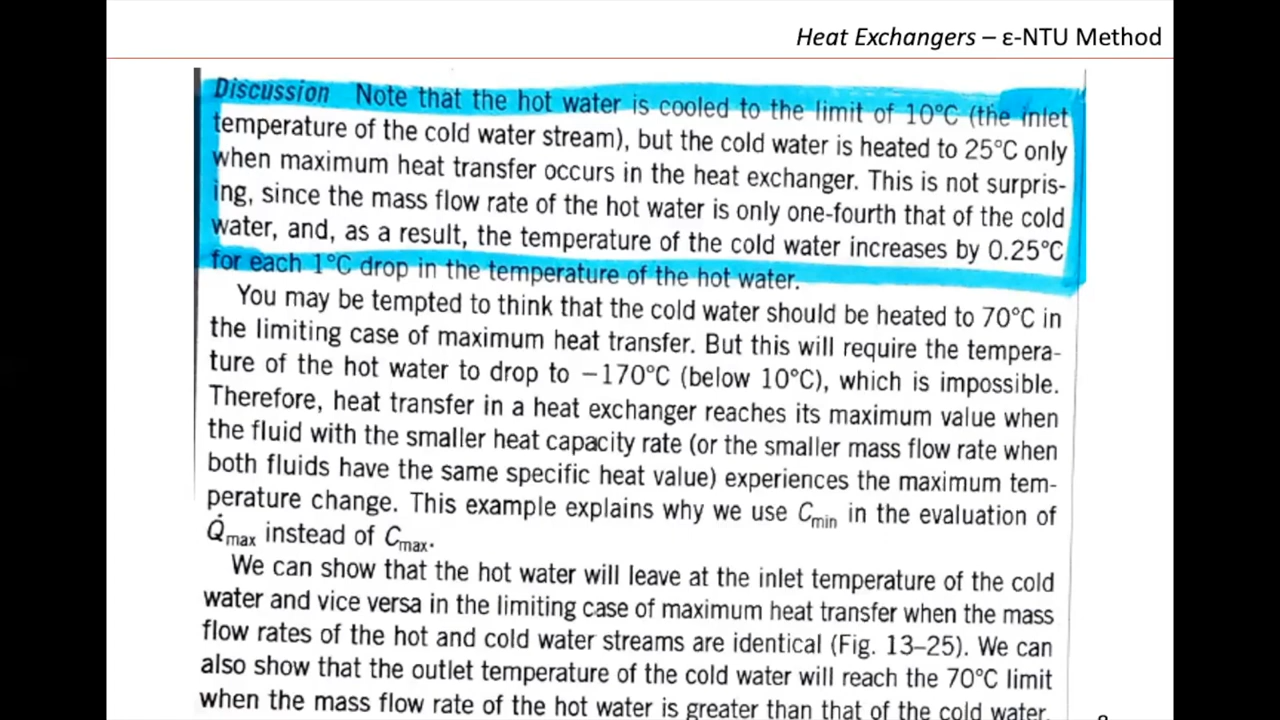 Heat Exchangers – ε-NTU Method
Discussion Note that the hot water is cooled to the limit of 10°C (the inlet
temperature of the cold water stream), but the cold water is heated to 25°C only
when maximum heat transfer occurs in the heat exchanger. This is not surpris-
ing, since the mass flow rate of the hot water is only one-fourth that of the cold
water, and, as a result, the temperature of the cold water increases by 0.25°C
for each 1°C drop in the temperature of the hot water.
You may be tempted to think that the cold water should be heated to 70°C in
the limiting case of maximum heat transfer. But this will require the tempera-
ture of the hot water to drop to −170°C (below 10°C), which is impossible.
Therefore, heat transfer in a heat exchanger reaches its maximum value when
the fluid with the smaller heat capacity rate (or the smaller mass flow rate when
both fluids have the same specific heat value) experiences the maximum tem-
perature change. This example explains why we use Cmin in the evaluation of
Q̇max instead of Cmax.
We can show that the hot water will leave at the inlet temperature of the cold
water and vice versa in the limiting case of maximum heat transfer when the mass
flow rates of the hot and cold water streams are identical (Fig. 13–25). We can
also show that the outlet temperature of the cold water will reach the 70°C limit
when the mass flow rate of the hot water is greater than that of the cold water.